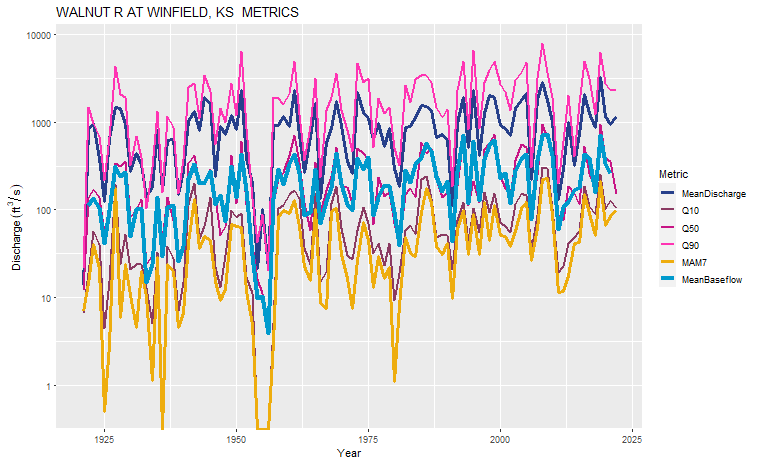 WALNUT R AT WINFIELD, KS  METRICS
10000
1000
100
10
1
Discharge (ft³/s)
1925
1950
1975
2000
2025
Year
Metric
MeanDischarge
Q10
Q50
Q90
MAM7
MeanBaseflow